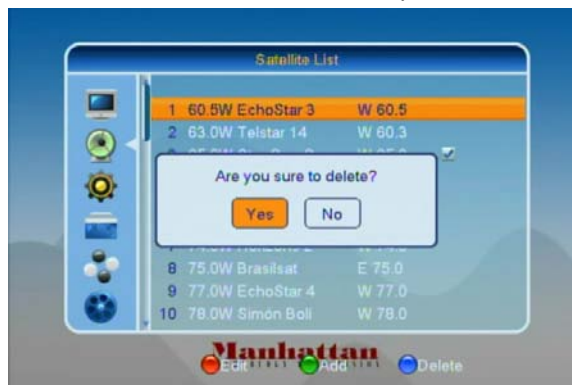 Satellite List
1 60.5W EchoStar 3 W 60.5
2 63.0W Telstar 14 W 60.3
Are you sure to delete?
Yes No
8 75.0W Brasilsat E 75.0
9 77.0W EchoStar 4 W 77.0
10 78.0W Simón Bolí W 78.0
Manhattan
Edit Add Delete